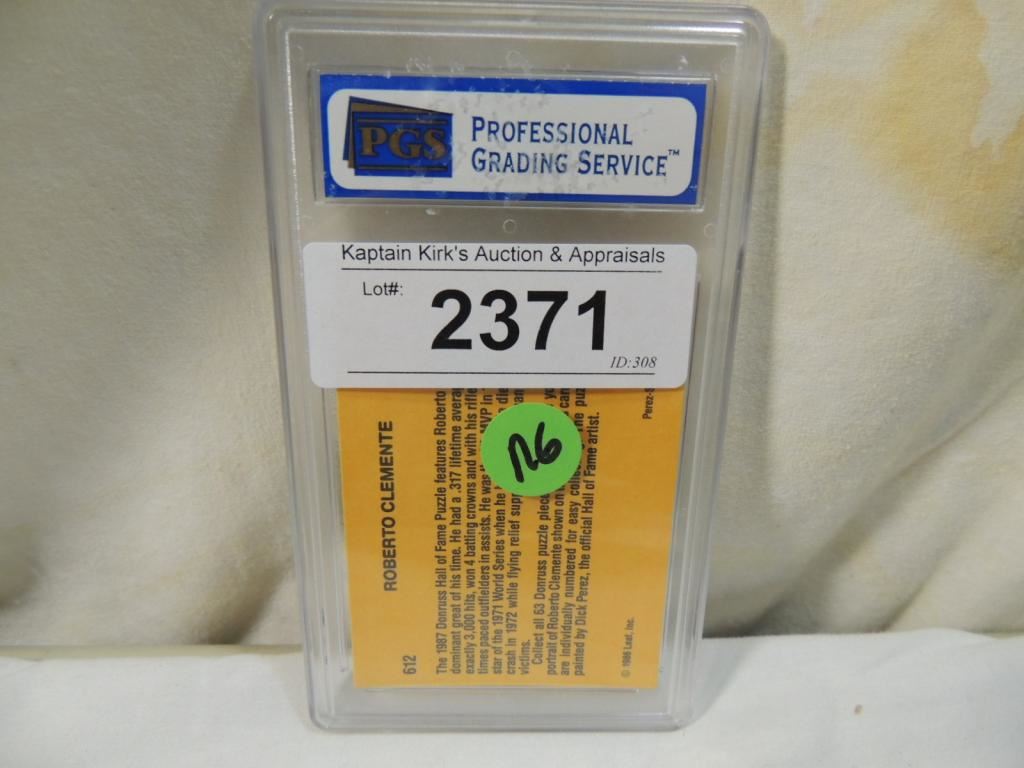 PGS
PROFESSIONAL
GRADING SERVICE™
Kaptain Kirk's Auction & Appraisals
Lot#:
2371
ID:308
612
ROBERTO CLEMENTE
The 1987 Donruss Hall of Fame Puzzle features Roberto
dominant great of his time. He had a .317 lifetime
exactly 3,000 hits, won 4 batting crowns and with his rifle
times paced outfielders in assists. He was MVP in
star of the 1971 World Series when he
crash in 1972 while flying relief
victims.
Collect all 63 Donruss puzzle
portrait of Roberto Clemente shown on
are individually numbered for easy The
painted by Dick Perez, the official Hall of Fame artist.
© 1986 Leaf, Inc.